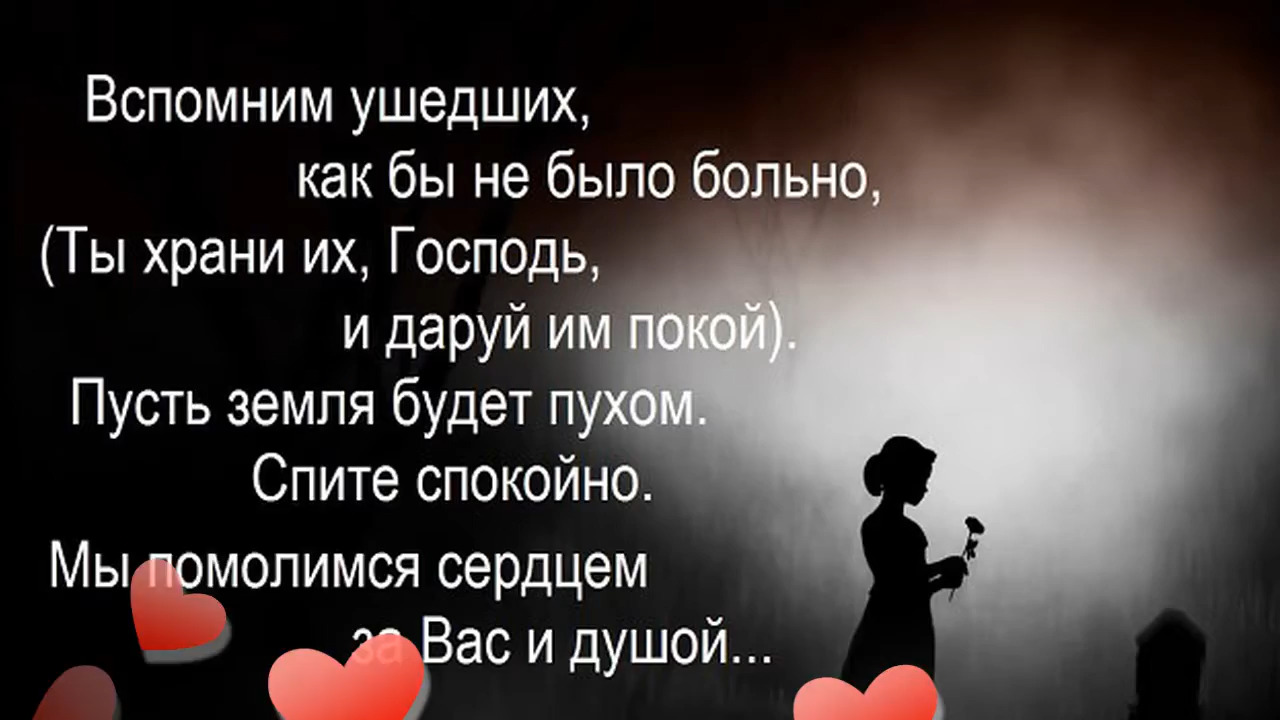 Вспомним ушедших,
как бы не было больно,
(Ты храни их, Господь,
и даруй им покой).
Пусть земля будет пухом.
Спите спокойно.
Мы помолимся сердцем
за Вас и душой...